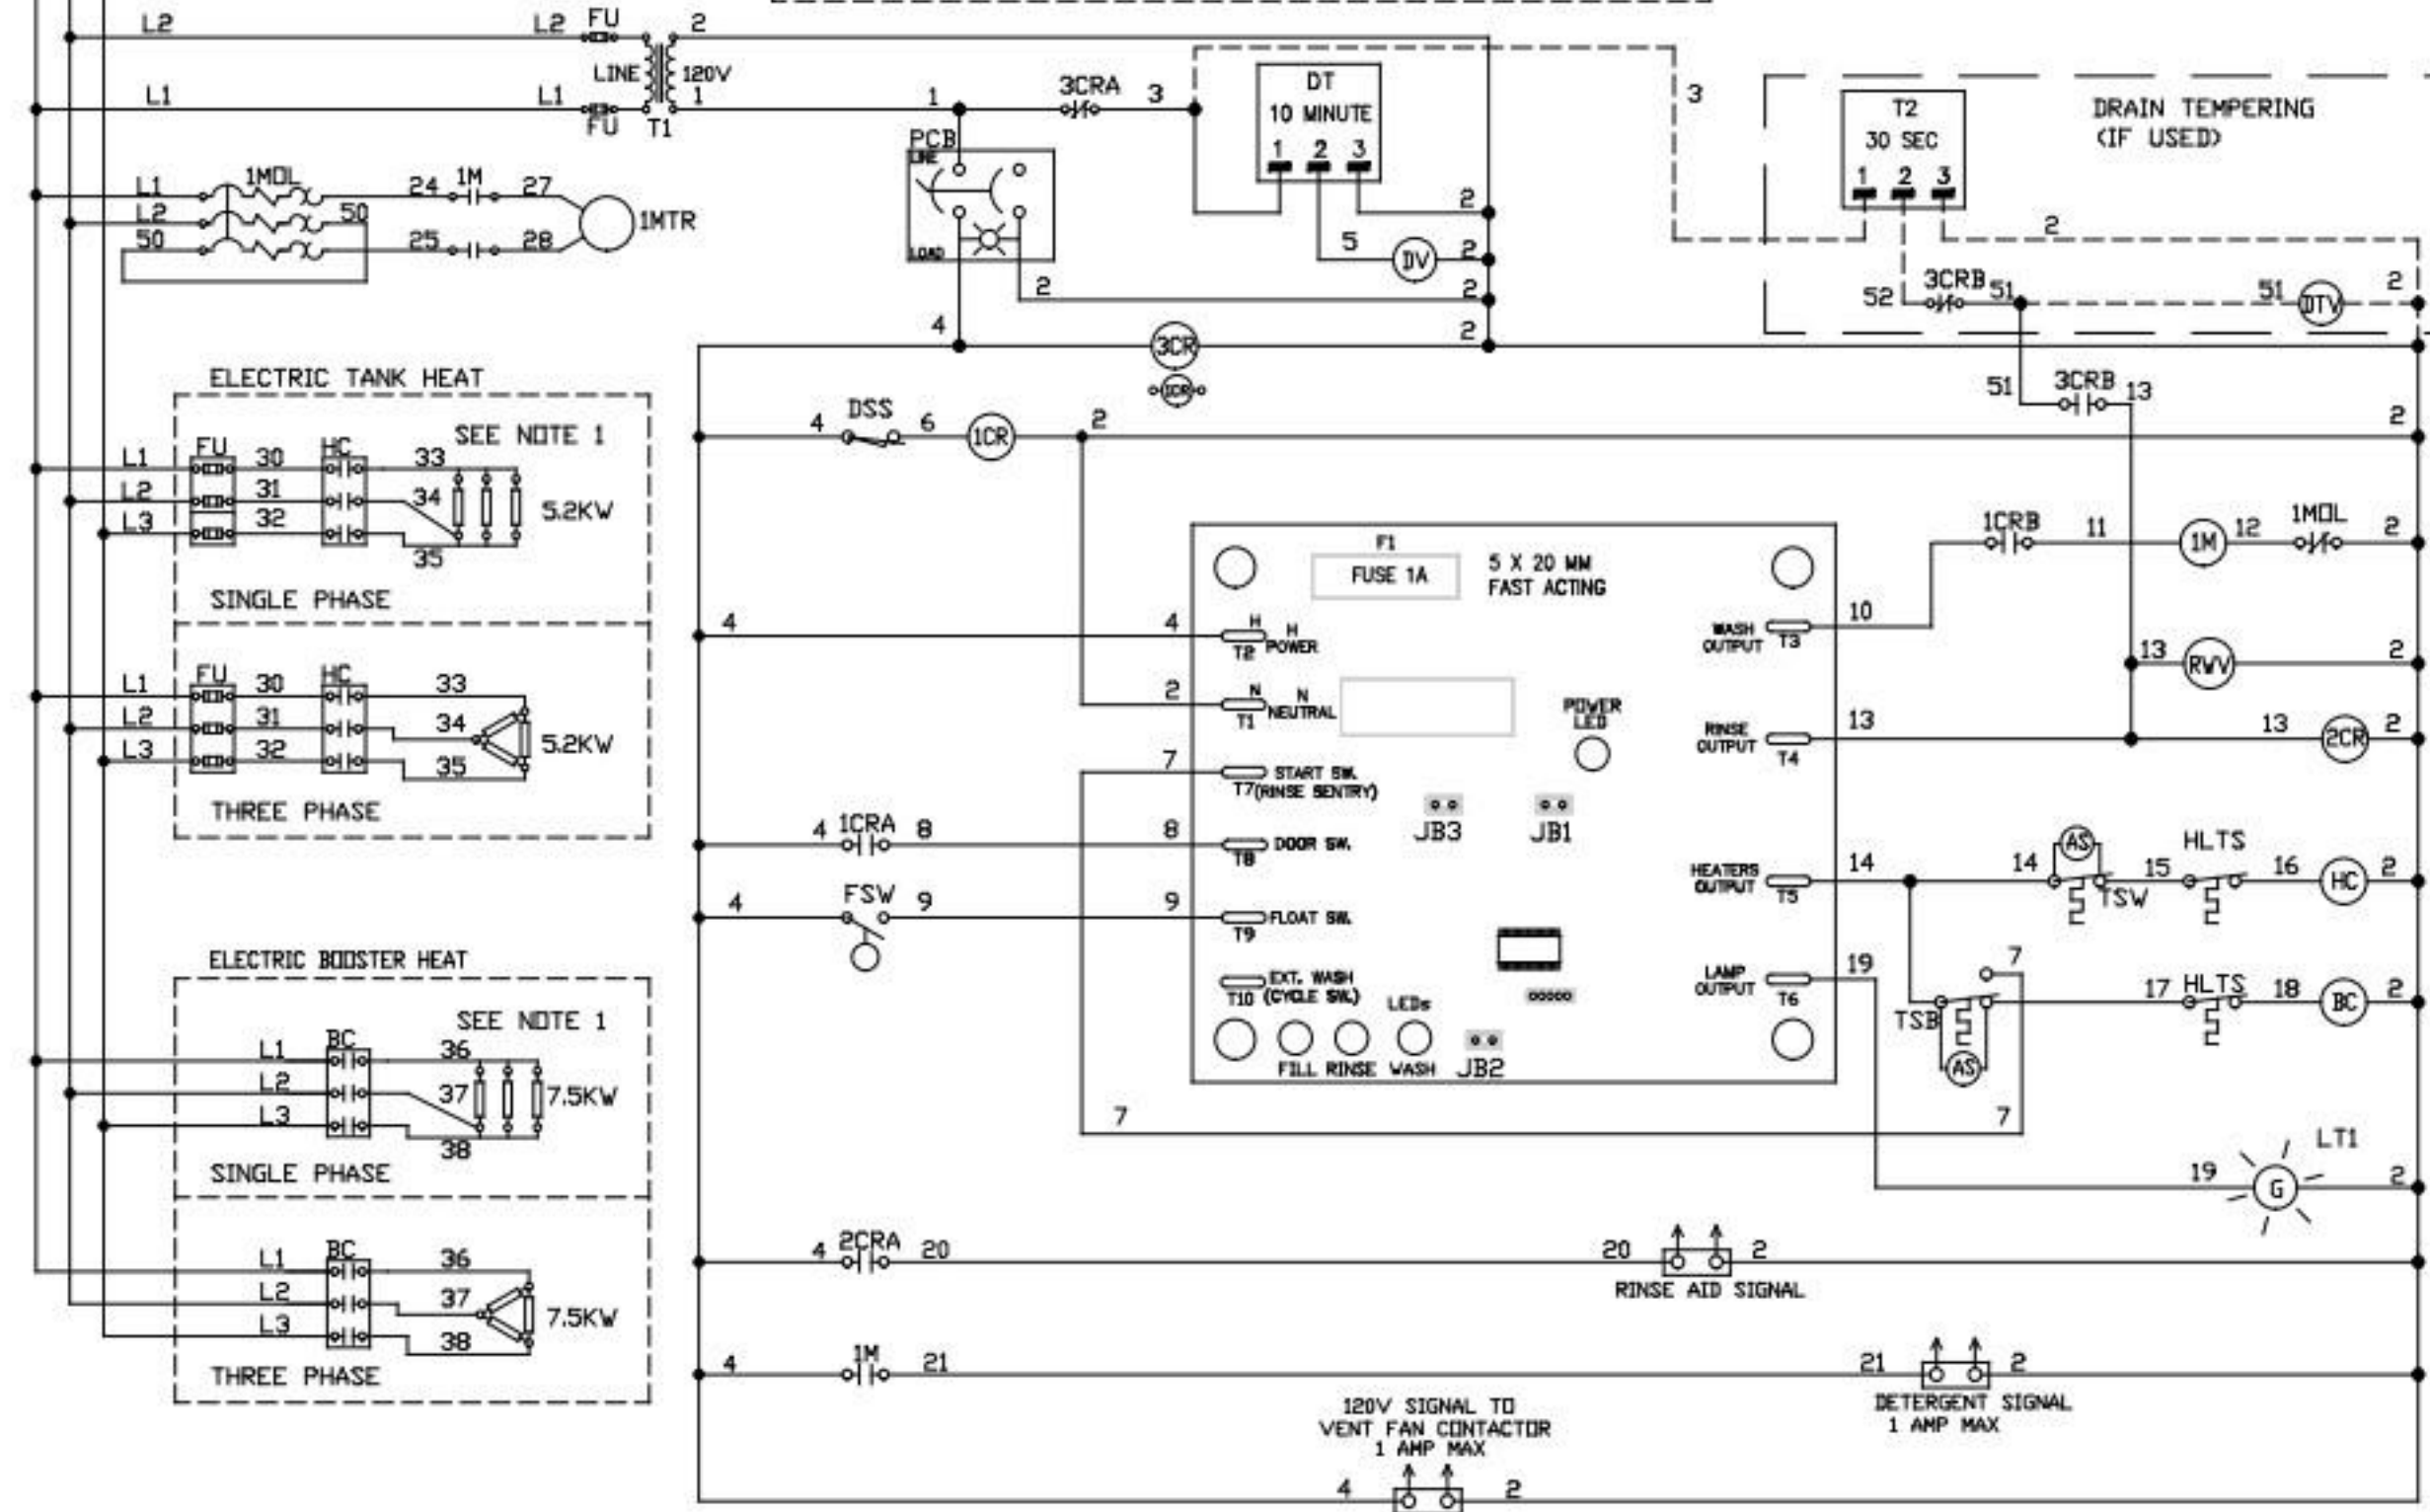 L2 L2 FU 2
LINE 120V
L1 L1 FU T1 1 1 3CRA 3
DT
10 MINUTE
1 2 3
3
T2
30 SEC
1 2 3
DRAIN TEMPERING
(IF USED)
PCB
LINE
LOAD
L1 1MOL 24 1M 27
L2 50 1MTR
50 25 28
2
5 DV 2
2 2
2
52 3CRB 51 51 DTV 2
4 3CR 2
51 3CRB 13
4 DSS 6 1CR 2 2
ELECTRIC TANK HEAT
SEE NOTE 1
L1 FU 30 HC 33
L2 31 34 5.2KW
L3 32 35
SINGLE PHASE
L1 FU 30 HC 33
L2 31 34 5.2KW
L3 32 35
THREE PHASE
ELECTRIC BOOSTER HEAT
SEE NOTE 1
L1 BC 36
L2 37 7.5KW
L3 38
SINGLE PHASE
L1 BC 36
L2 37 7.5KW
L3 38
THREE PHASE
F1
FUSE 1A
5 X 20 MM
FAST ACTING
4 4 H H
T2 POWER
2 N N
T1 NEUTRAL
7 START SW.
T7 (RINSE SENTRY)
4 1CRA 8 8 DOOR SW.
T8
4 FSW 9 9 FLOAT SW.
T9
EXT. WASH
T10 (CYCLE SW.)
LEDs
FILL RINSE WASH JB2
POWER
LED
JB3 JB1
WASH
OUTPUT T3
RINSE
OUTPUT T4
HEATERS
OUTPUT T5
LAMP
OUTPUT T6
10 1CRB 11 1M 12 1MOL 2
13 RWV 2
13 13 2CR 2
14 14 AS TSW 15 HLTS 16 HC 2
19 TSB AS 7 17 HLTS 18 BC 2
7 7
19 G LT1 2
4 2CRA 20 20 2
RINSE AID SIGNAL
4 1M 21 21 2
DETERGENT SIGNAL
1 AMP MAX
120V SIGNAL TO
VENT FAN CONTACTOR
1 AMP MAX
4 2